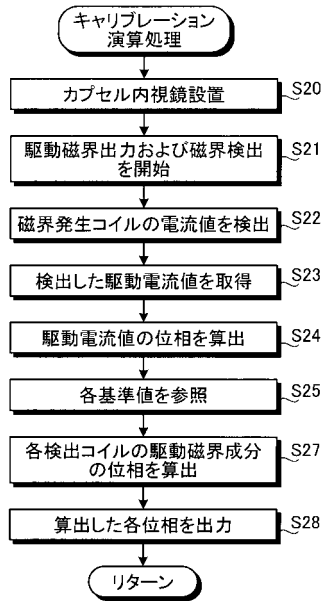 キャリブレーション
演算処理
カプセル内視鏡設置
S20
駆動磁界出力および磁界検出
を開始
S21
磁界発生コイルの電流値を検出
S22
検出した駆動電流値を取得
S23
駆動電流値の位相を算出
S24
各基準値を参照
S25
各検出コイルの駆動磁界成分
の位相を算出
S27
算出した各位相を出力
S28
リターン